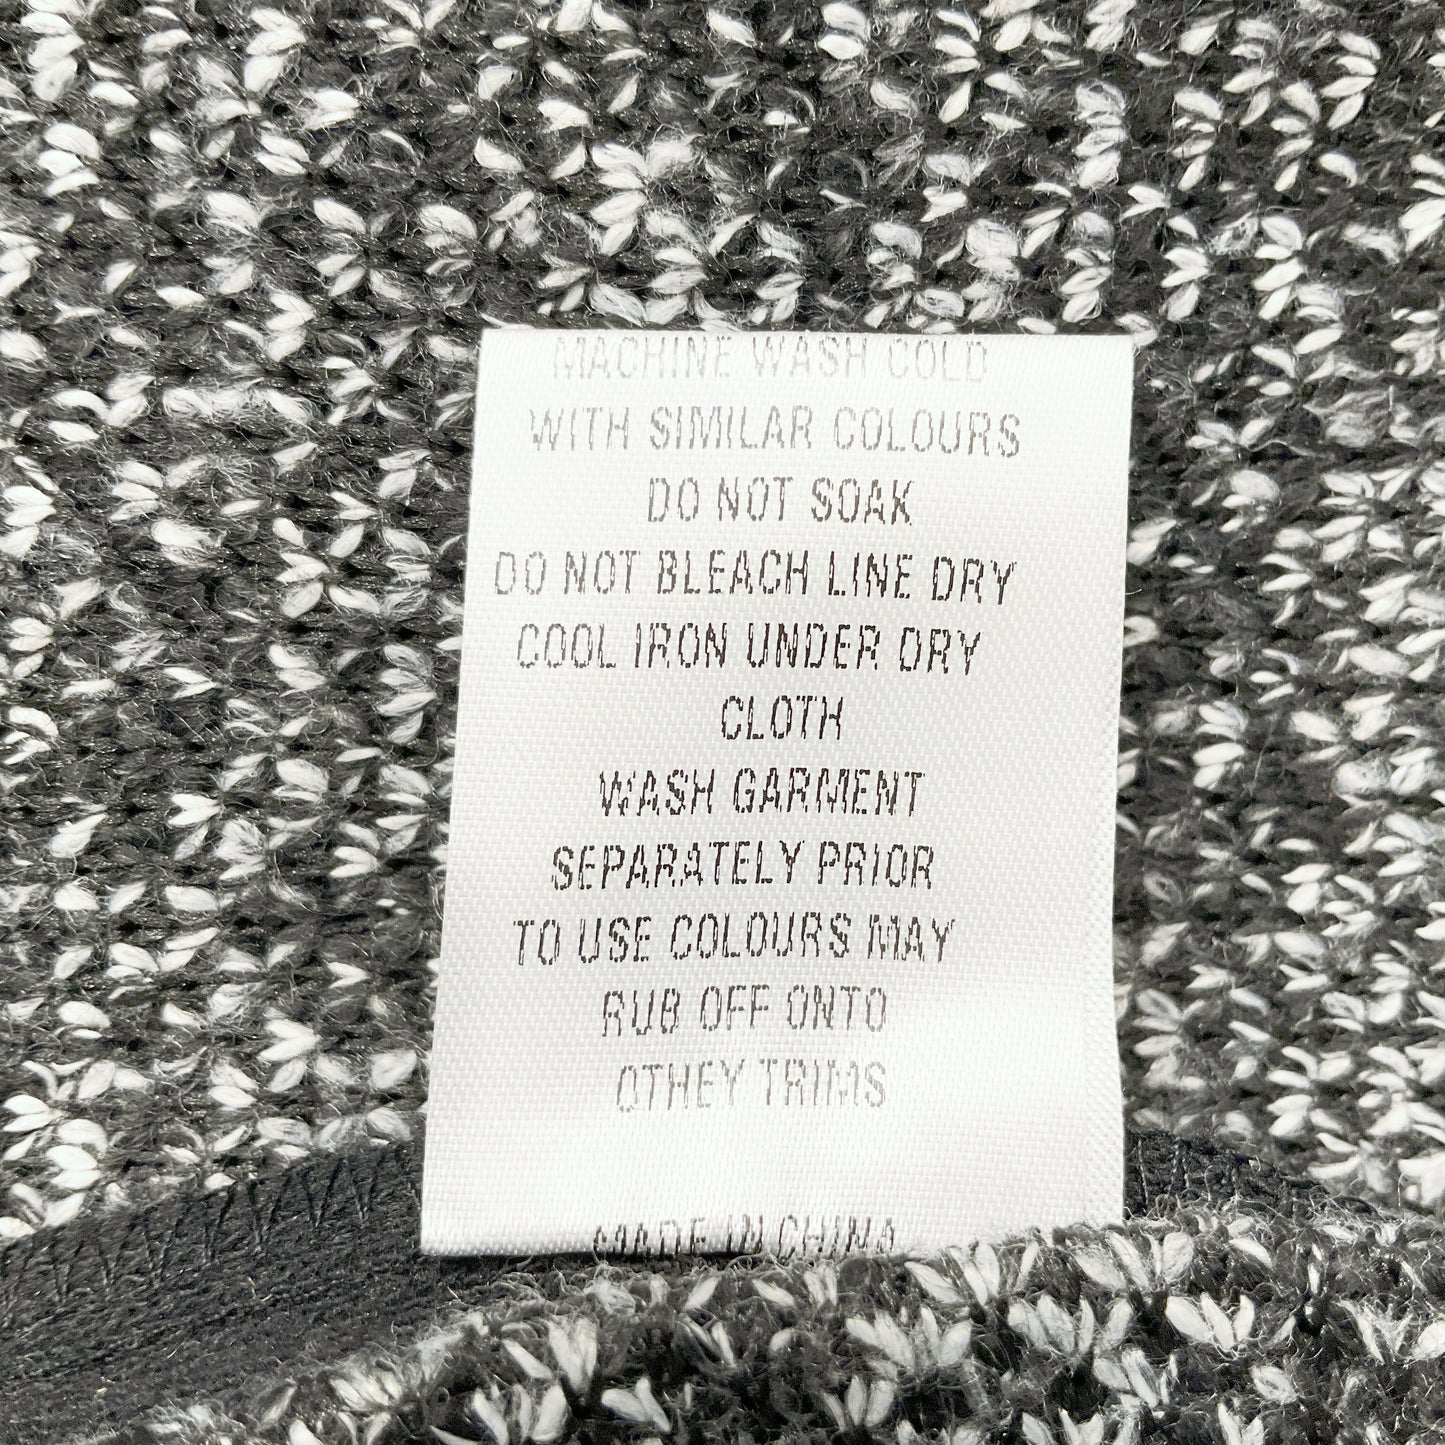 MACHINE WASH COLD
WITH SIMILAR COLOURS
DO NOT SOAK
DO NOT BLEACH LINE DRY
COOL IRON UNDER DRY
CLOTH
WASH GARMENT
SEPARATELY PRIOR
TO USE COLOURS MAY
RUB OFF ONTO
OTHEY TRIMS
MADE IN CHINA